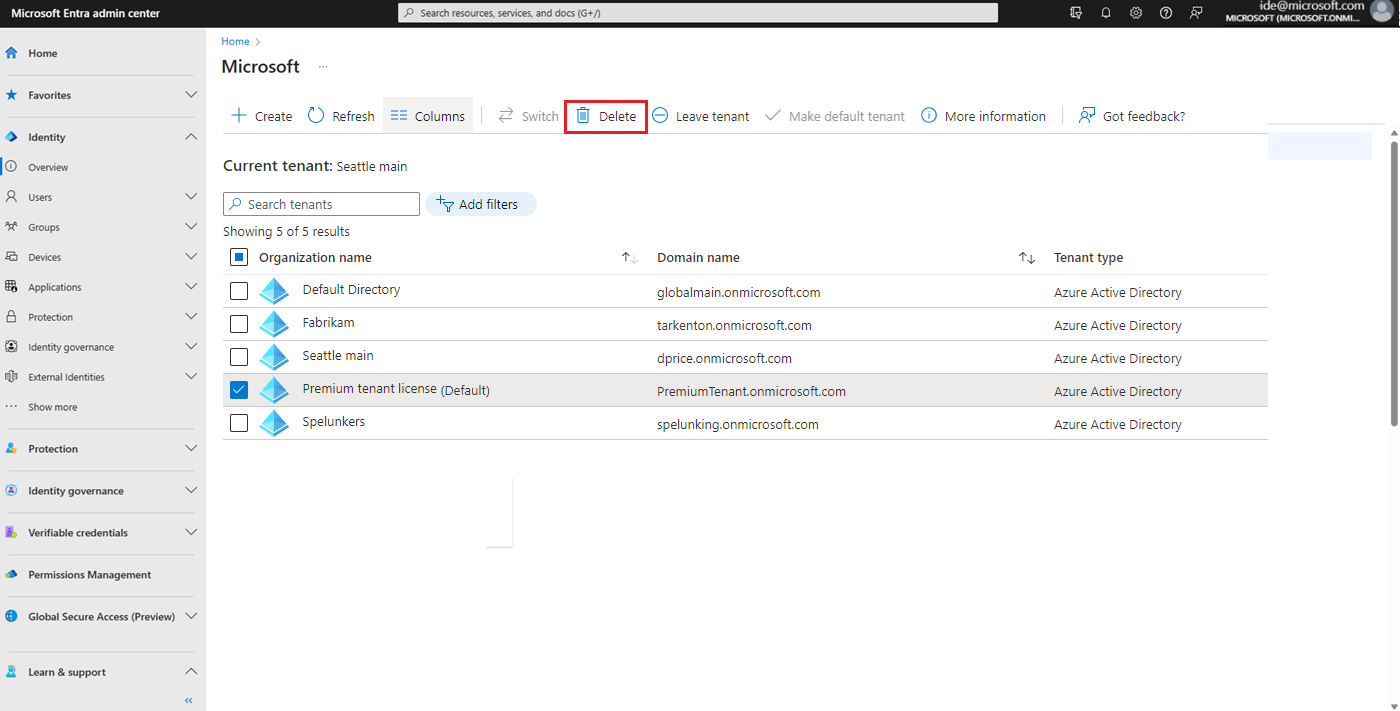 Microsoft Entra admin center
Search resources, services, and docs (G+/)
ide@microsoft.com
MICROSOFT (MICROSOFT.ONMI...
Home
Favorites
Identity
Overview
Users
Groups
Devices
Applications
Protection
Identity governance
External Identities
Show more
Protection
Identity governance
Verifiable credentials
Permissions Management
Global Secure Access (Preview)
Learn & support
Home
Microsoft ...
Create Refresh Columns Switch Delete Leave tenant Make default tenant More information Got feedback?
Current tenant: Seattle main
Search tenants Add filters
Showing 5 of 5 results
Organization name Domain name Tenant type
Default Directory globalmain.onmicrosoft.com Azure Active Directory
Fabrikam tarkenton.onmicrosoft.com Azure Active Directory
Seattle main dprice.onmicrosoft.com Azure Active Directory
Premium tenant license (Default) PremiumTenant.onmicrosoft.com Azure Active Directory
Spelunkers spelunking.onmicrosoft.com Azure Active Directory